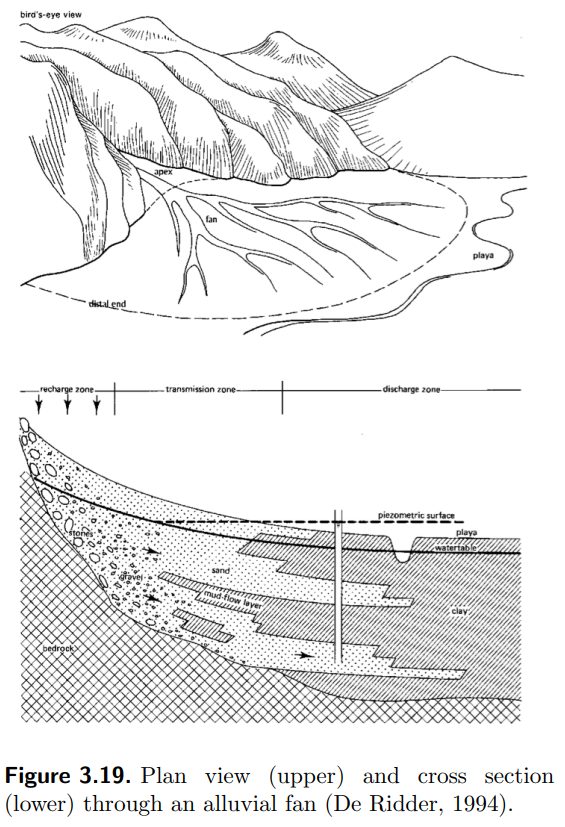 bird's-eye view
apex
fan
playa
distal end
recharge zone
transmission zone
discharge zone
piezometric surface
playa
watertable
stones
sand
gravel
mud-flow layer
clay
bedrock
Figure 3.19. Plan view (upper) and cross section
(lower) through an alluvial fan (De Ridder, 1994).